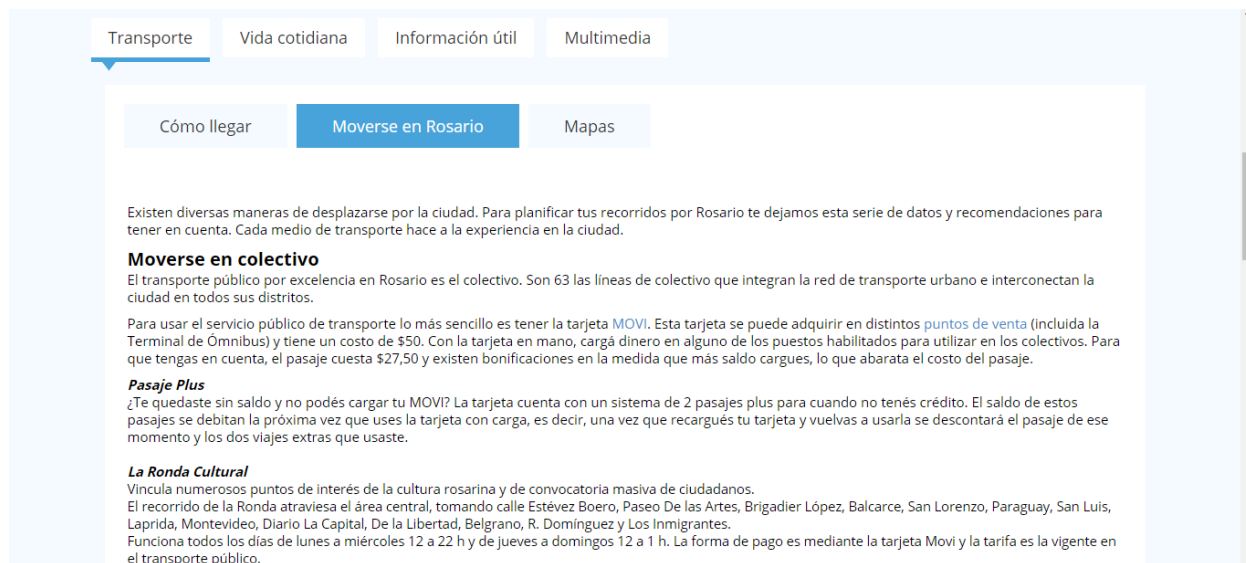 Transporte
Vida cotidiana
Información útil
Multimedia
Cómo llegar
Moverse en Rosario
Mapas
Existen diversas maneras de desplazarse por la ciudad. Para planificar tus recorridos por Rosario te dejamos esta serie de datos y recomendaciones para
tener en cuenta. Cada medio de transporte hace a la experiencia en la ciudad.
Moverse en colectivo
El transporte público por excelencia en Rosario es el colectivo. Son 63 las líneas de colectivo que integran la red de transporte urbano e interconectan la
ciudad en todos sus distritos.
Para usar el servicio público de transporte lo más sencillo es tener la tarjeta MOVI. Esta tarjeta se puede adquirir en distintos puntos de venta (incluida la
Terminal de Ómnibus) y tiene un costo de $50. Con la tarjeta en mano, cargá dinero en alguno de los puestos habilitados para utilizar en los colectivos. Para
que tengas en cuenta, el pasaje cuesta $27,50 y existen bonificaciones en la medida que más saldo cargues, lo que abarata el costo del pasaje.
Pasaje Plus
¿Te quedaste sin saldo y no podés cargar tu MOVI? La tarjeta cuenta con un sistema de 2 pasajes plus para cuando no tenés crédito. El saldo de estos
pasajes se debitan la próxima vez que uses la tarjeta con carga, es decir, una vez que recargués tu tarjeta y vuelvas a usarla se descontará el pasaje de ese
momento y los dos viajes extras que usaste.
La Ronda Cultural
Vincula numerosos puntos de interés de la cultura rosarina y de convocatoria masiva de ciudadanos.
El recorrido de la Ronda atraviesa el área central, tomando calle Estévez Boero, Paseo De las Artes, Brigadier López, Balcarce, San Lorenzo, Paraguay, San Luis,
Laprida, Montevideo, Diario La Capital, De la Libertad, Belgrano, R. Domínguez y Los Inmigrantes.
Funciona todos los días de lunes a miércoles 12 a 22 h y de jueves a domingos 12 a 1 h. La forma de pago es mediante la tarjeta Movi y la tarifa es la vigente en
el transporte público.